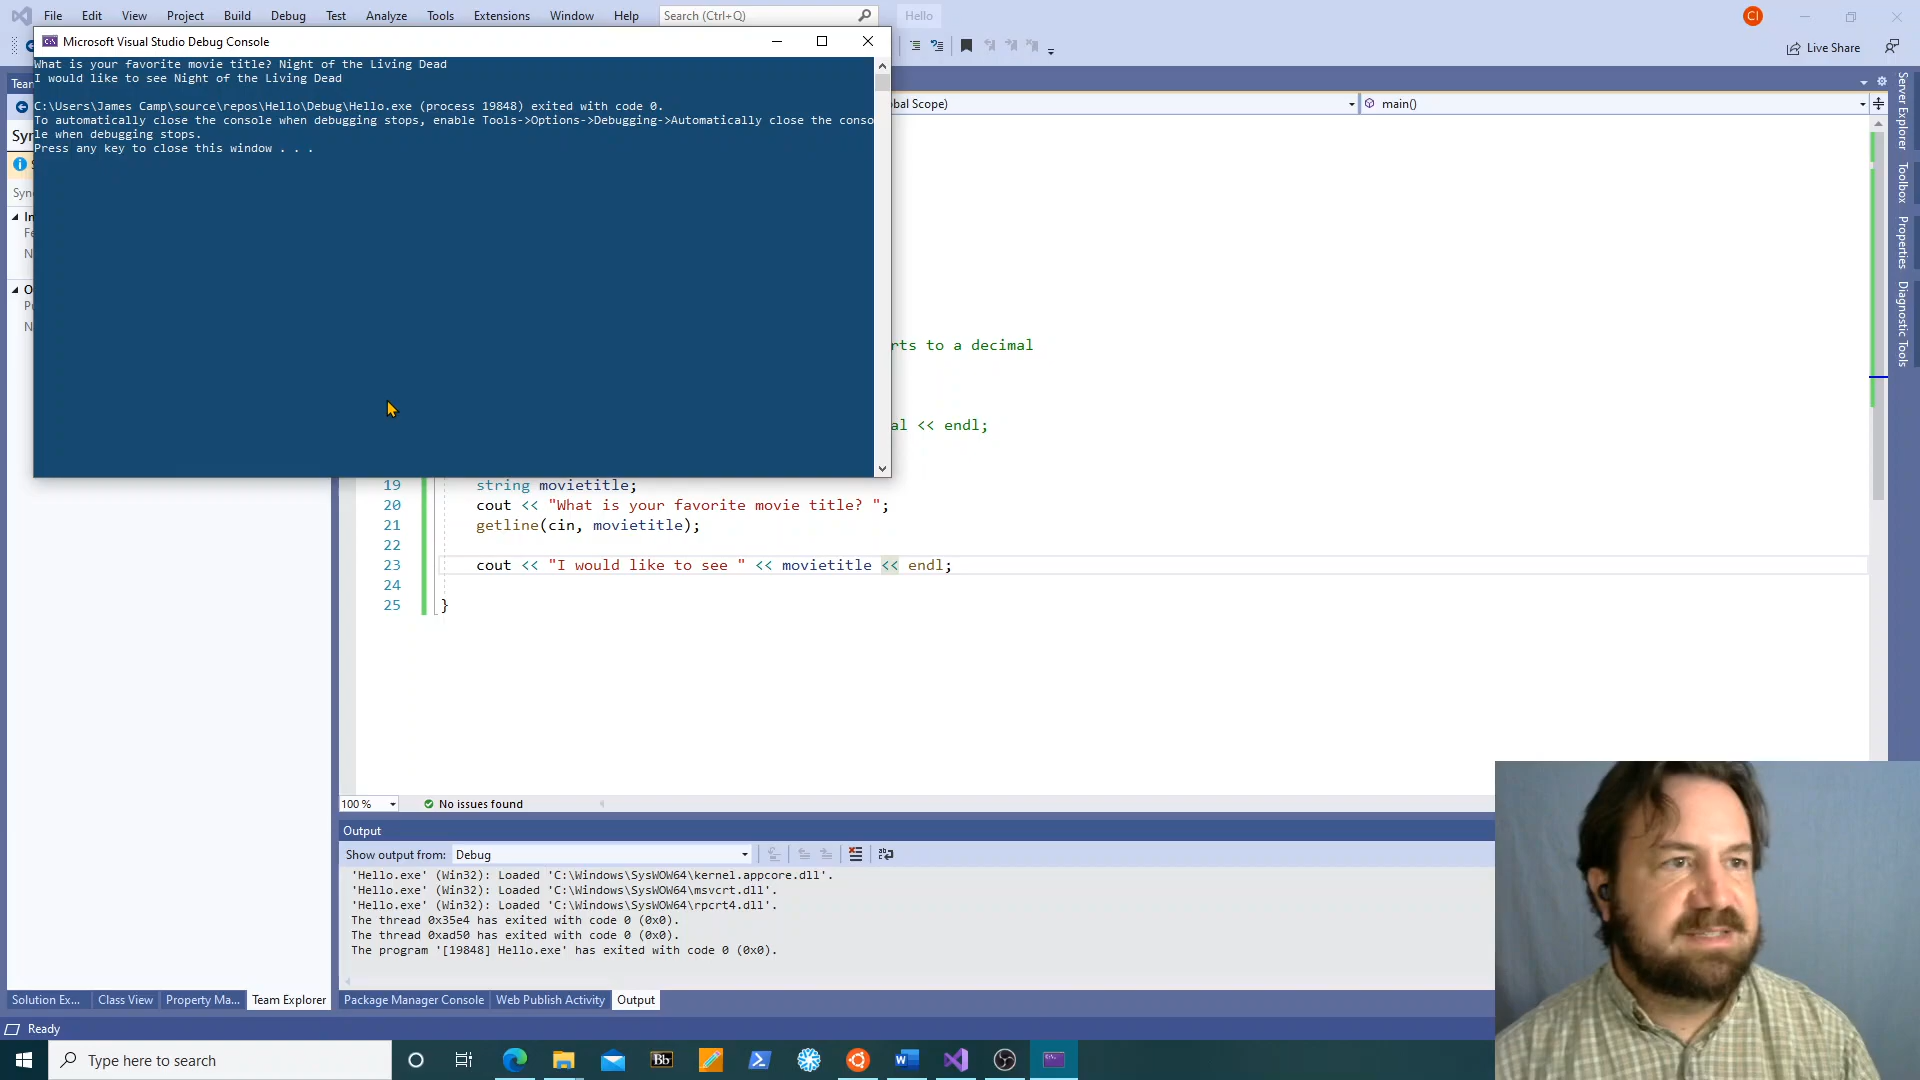 File Edit View Project Build Debug Test Analyze Tools Extensions Window Help Search (Ctrl+Q) Hello CI
Microsoft Visual Studio Debug Console
Live Share
What is your favorite movie title? Night of the Living Dead
I would like to see Night of the Living Dead
C:\Users\James Camp\source\repos\Hello\Debug\Hello.exe (process 19848) exited with code 0.
To automatically close the console when debugging stops, enable Tools->Options->Debugging->Automatically close the conso
le when debugging stops.
Press any key to close this window . . .
Tear
Syn
Sync
In
Fe
N
O
Pu
N
bal Scope) main()
rts to a decimal
al << endl;
19 string movietitle;
20 cout << "What is your favorite movie title? ";
21 getline(cin, movietitle);
22
23 cout << "I would like to see " << movietitle << endl;
24
25 }
Server Explorer
Toolbox
Properties
Diagnostic Tools
100 % No issues found
Output
Show output from: Debug
'Hello.exe' (Win32): Loaded 'C:\Windows\SysWOW64\kernel.appcore.dll'.
'Hello.exe' (Win32): Loaded 'C:\Windows\SysWOW64\msvcrt.dll'.
'Hello.exe' (Win32): Loaded 'C:\Windows\SysWOW64\rpcrt4.dll'.
The thread 0x35e4 has exited with code 0 (0x0).
The thread 0xad50 has exited with code 0 (0x0).
The program '[19848] Hello.exe' has exited with code 0 (0x0).
Solution Ex... Class View Property Ma... Team Explorer Package Manager Console Web Publish Activity Output
Ready
Type here to search Bb